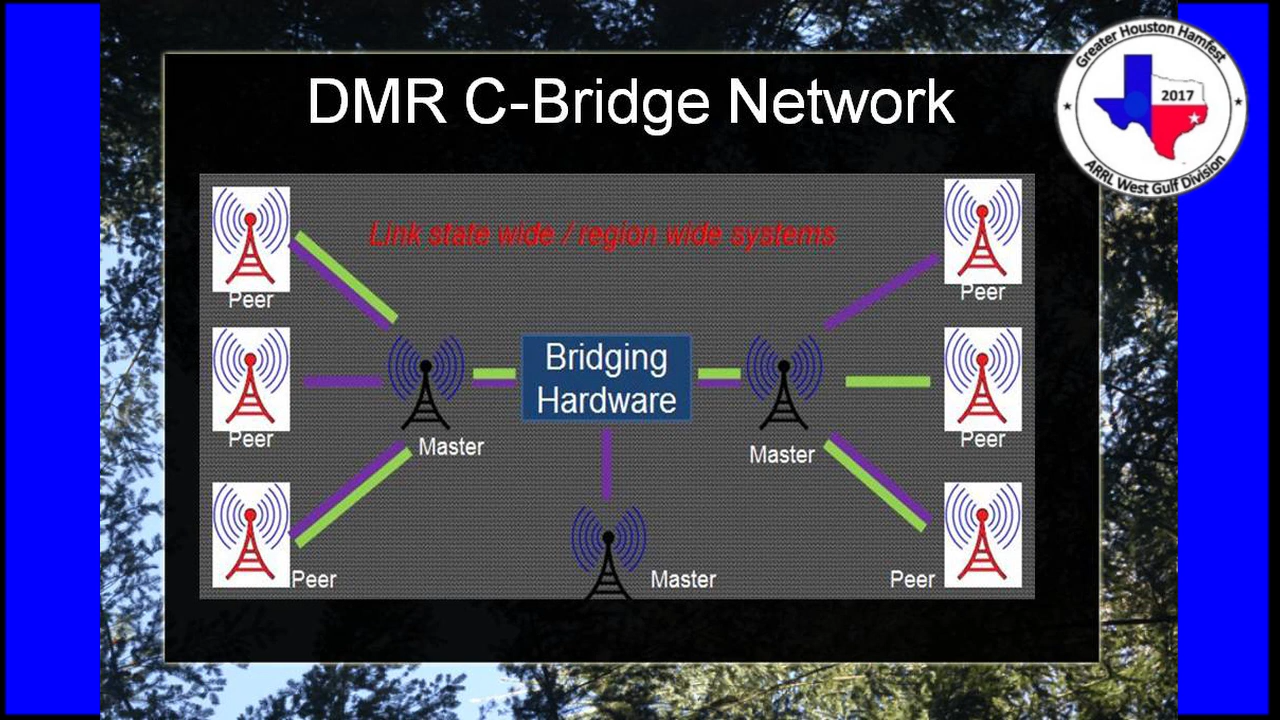 DMR C-Bridge Network
Greater Houston Hamfest
2017
ARRL West Gulf Division
Link state wide / region wide systems
Peer
Peer
Bridging
Hardware
Peer
Peer
Master
Master
Peer
Master
Peer